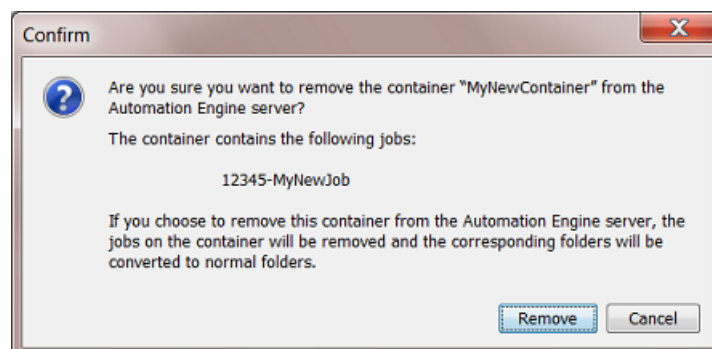 Confirm
Are you sure you want to remove the container “MyNewContainer” from the
Automation Engine server?
The container contains the following jobs:
12345-MyNewJob
If you choose to remove this container from the Automation Engine server, the
jobs on the container will be removed and the corresponding folders will be
converted to normal folders.
Remove Cancel